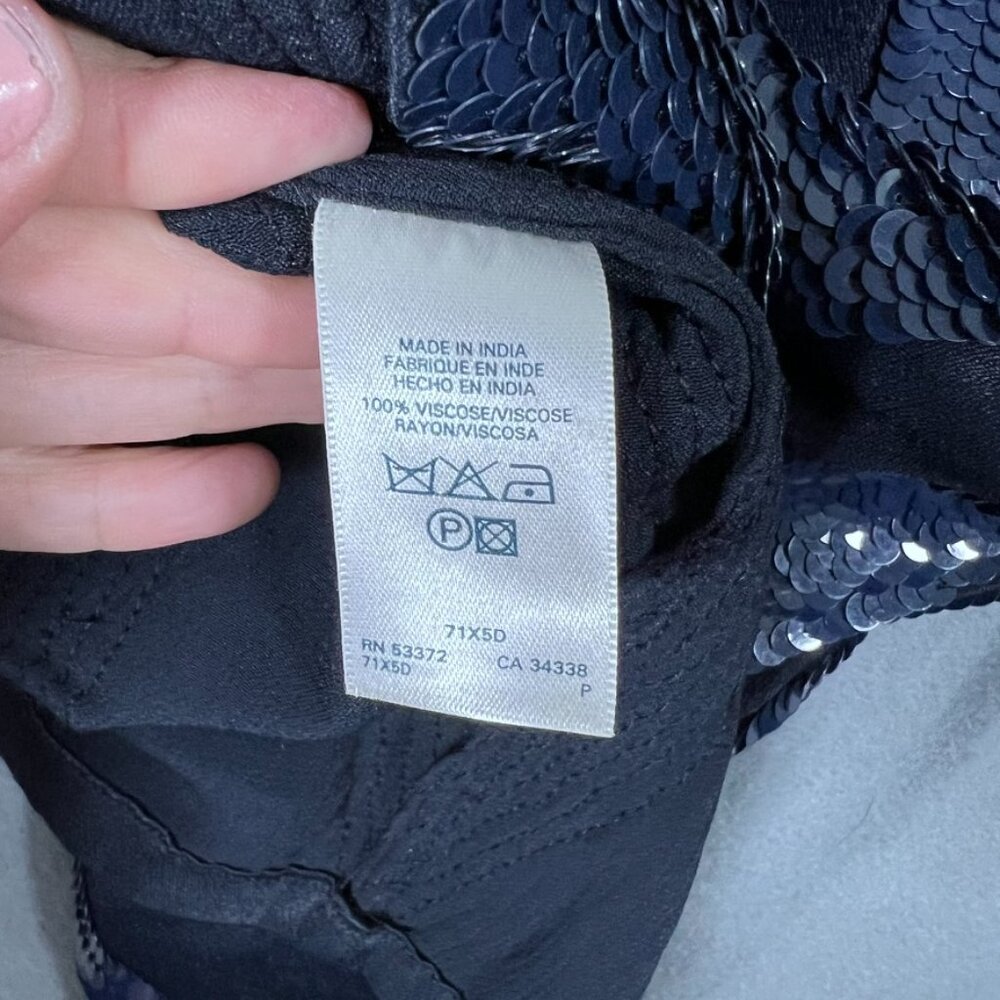 MADE IN INDIA
FABRIQUE EN INDE
HECHO EN INDIA
100% VISCOSE/VISCOSE
RAYON/VISCOSA
P
71X5D
RN 53372 CA 34338
71X5D P